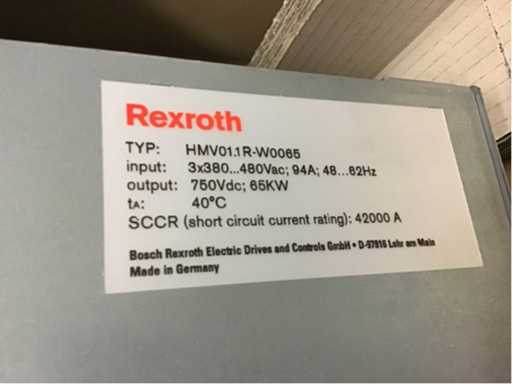 Rexroth
TYP: HMV01.1R-W0065
input: 3x380...480Vac; 94A; 48...62Hz
output: 750Vdc; 65KW
tA: 40°C
SCCR (short circuit current rating): 42000 A
Bosch Rexroth Electric Drives and Controls GmbH • D-97816 Lohr am Main
Made in Germany